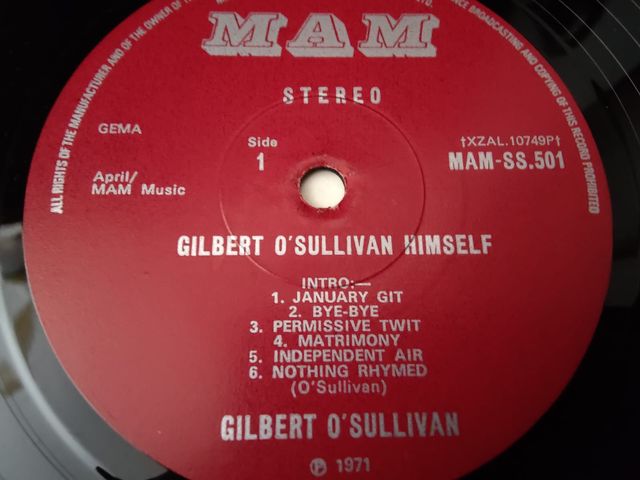 MAM
STEREO
GEMA
Side
1
†XZAL.10749P†
MAM-SS.501
April/
MAM Music
GILBERT O'SULLIVAN HIMSELF
INTRO:—
1. JANUARY GIT
2. BYE-BYE
3. PERMISSIVE TWIT
4. MATRIMONY
5. INDEPENDENT AIR
6. NOTHING RHYMED
(O'Sullivan)
GILBERT O'SULLIVAN
Ⓟ 1971
ALL RIGHTS OF THE MANUFACTURER AND OF THE OWNER OF THE
BROADCASTING AND COPYING OF THIS RECORD PROHIBITED